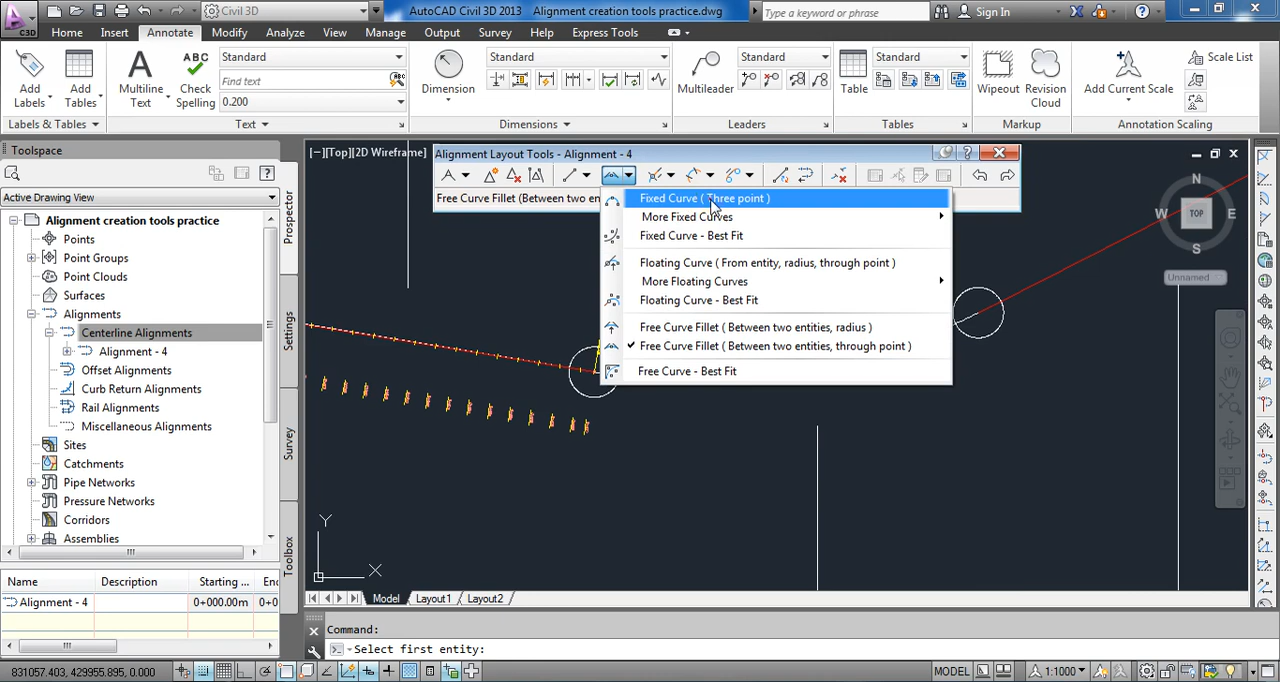 Civil 3D
AutoCAD Civil 3D 2013 Alignment creation tools practice.dwg
Type a keyword or phrase
Sign In
C3D
Home Insert Annotate Modify Analyze View Manage Output Survey Help Express Tools
Add Labels
Add Tables
Labels & Tables
Multiline Text
ABC
Check Spelling
Standard
Find text
0.200
Text
Dimension
Standard
Dimensions
Multileader
Standard
Leaders
Table
Standard
Tables
Wipeout
Revision Cloud
Markup
Add Current Scale
Scale List
Annotation Scaling
Toolspace
Active Drawing View
Alignment creation tools practice
Points
Point Groups
Point Clouds
Surfaces
Alignments
Centerline Alignments
Alignment - 4
Offset Alignments
Curb Return Alignments
Rail Alignments
Miscellaneous Alignments
Sites
Catchments
Pipe Networks
Pressure Networks
Corridors
Assemblies
Prospector
Settings
Survey
Toolbox
Name Description Starting ... Enc
Alignment - 4 0+000.00m 0+0
[−][Top][2D Wireframe]
Alignment Layout Tools - Alignment - 4
Free Curve Fillet (Between two en
Fixed Curve ( Three point )
More Fixed Curves
Fixed Curve - Best Fit
Floating Curve ( From entity, radius, through point )
More Floating Curves
Floating Curve - Best Fit
Free Curve Fillet ( Between two entities, radius )
Free Curve Fillet ( Between two entities, through point )
Free Curve - Best Fit
N
W TOP E
S
Unnamed
Y
X
Model Layout1 Layout2
Command:
Select first entity:
831057.403, 429955.895, 0.000
MODEL
1:1000